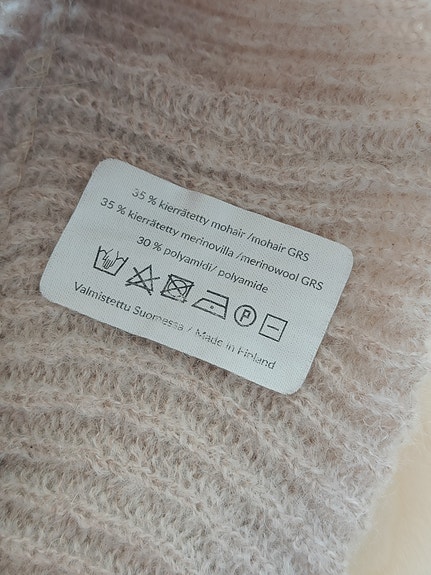 35 % kierrätetty mohair /mohair GRS
35 % kierrätetty merinovilla /merinowool GRS
30 % polyamidi/ polyamide
P
Valmistettu Suomessa / Made in Finland